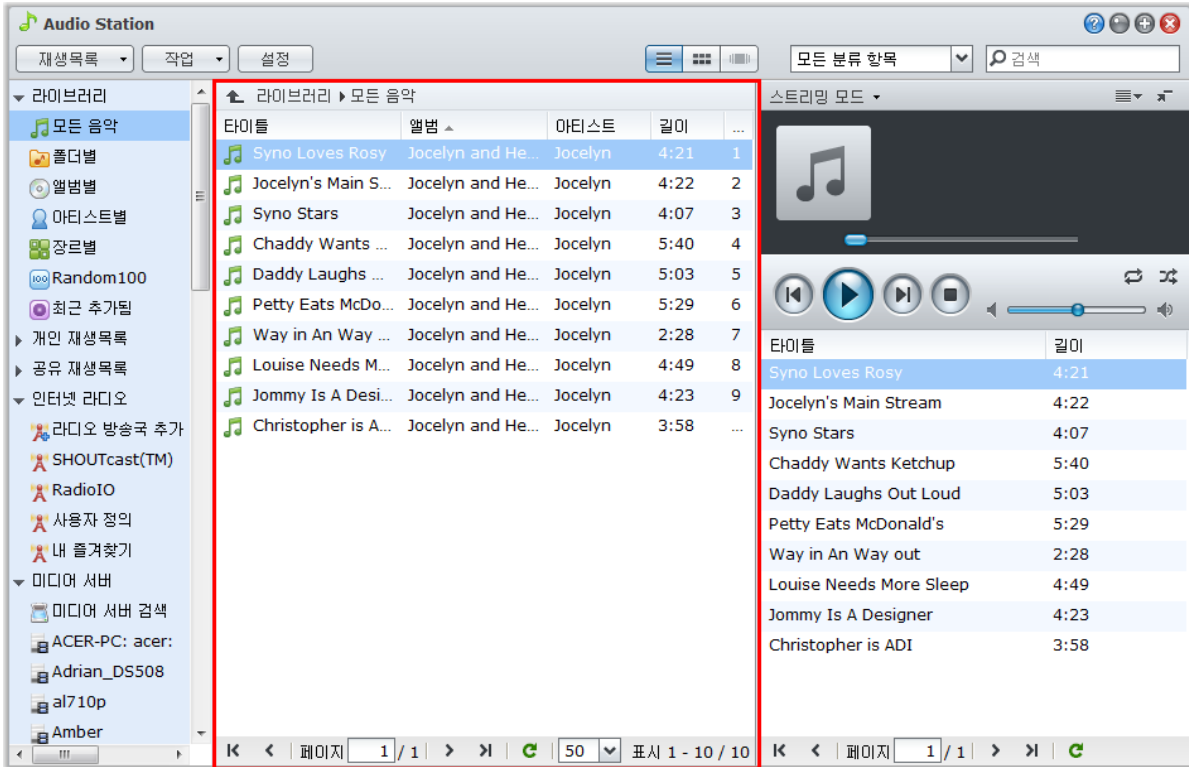 Audio Station
재생목록 작업 설정 모든 분류 항목 검색
라이브러리
모든 음악
폴더별
앨범별
아티스트별
장르별
100 Random100
최근 추가됨
개인 재생목록
공유 재생목록
인터넷 라디오
라디오 방송국 추가
SHOUTcast(TM)
RadioIO
사용자 정의
내 즐겨찾기
미디어 서버
미디어 서버 검색
ACER-PC: acer:
Adrian_DS508
al710p
Amber
라이브러리 모든 음악
타이틀 앨범 아티스트 길이 ...
Syno Loves Rosy Jocelyn and He... Jocelyn 4:21 1
Jocelyn's Main S... Jocelyn and He... Jocelyn 4:22 2
Syno Stars Jocelyn and He... Jocelyn 4:07 3
Chaddy Wants ... Jocelyn and He... Jocelyn 5:40 4
Daddy Laughs ... Jocelyn and He... Jocelyn 5:03 5
Petty Eats McDo... Jocelyn and He... Jocelyn 5:29 6
Way in An Way ... Jocelyn and He... Jocelyn 2:28 7
Louise Needs M... Jocelyn and He... Jocelyn 4:49 8
Jommy Is A Desi... Jocelyn and He... Jocelyn 4:23 9
Christopher is A... Jocelyn and He... Jocelyn 3:58 ...
페이지 1 / 1 50 표시 1 - 10 / 10
스트리밍 모드
타이틀 길이
Syno Loves Rosy 4:21
Jocelyn's Main Stream 4:22
Syno Stars 4:07
Chaddy Wants Ketchup 5:40
Daddy Laughs Out Loud 5:03
Petty Eats McDonald's 5:29
Way in An Way out 2:28
Louise Needs More Sleep 4:49
Jommy Is A Designer 4:23
Christopher is ADI 3:58
페이지 1 / 1